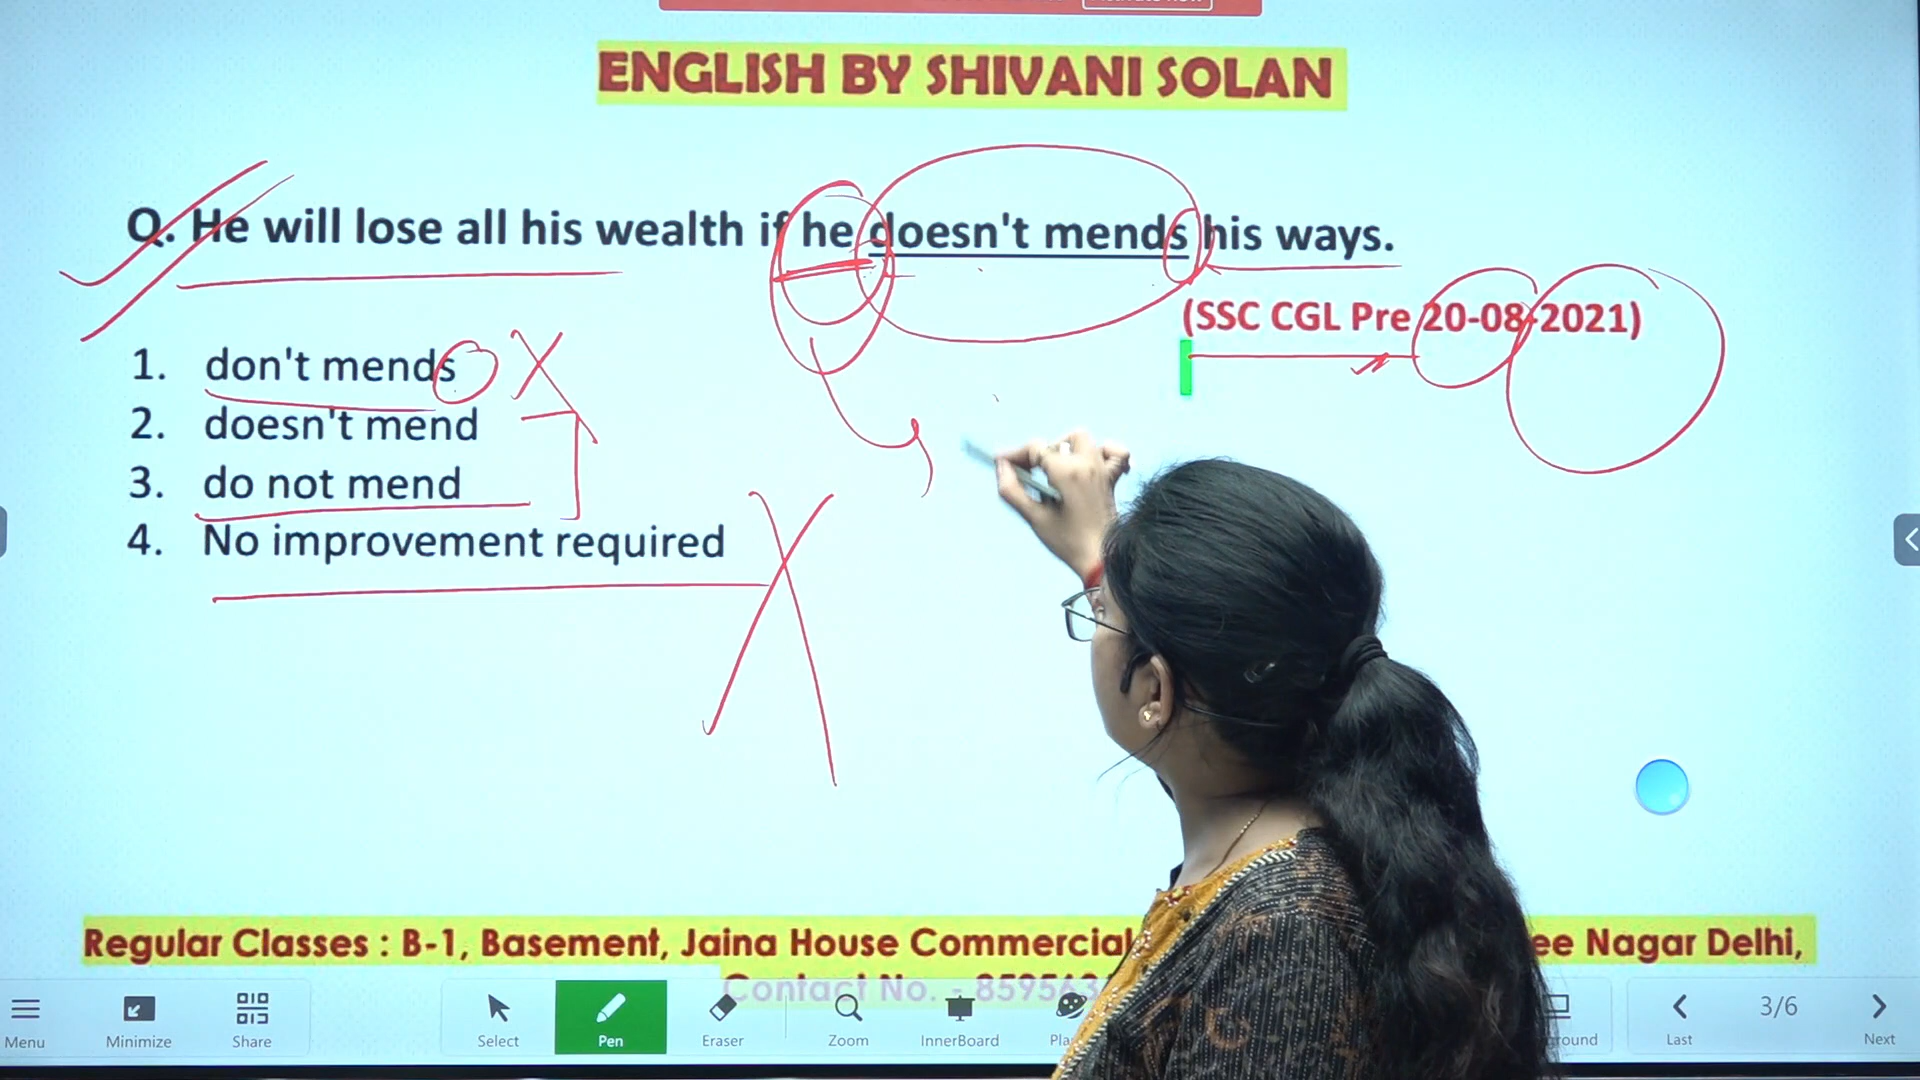 ENGLISH BY SHIVANI SOLAN
Q. He will lose all his wealth if he doesn't mends his ways.
(SSC CGL Pre 20-08-2021)
1. don't mends
2. doesn't mend
3. do not mend
4. No improvement required
Regular Classes : B-1, Basement, Jaina House Commercial ee Nagar Delhi,
Contact No. - 859563
Menu Minimize Share Select Pen Eraser Zoom InnerBoard 3/6 Last Next